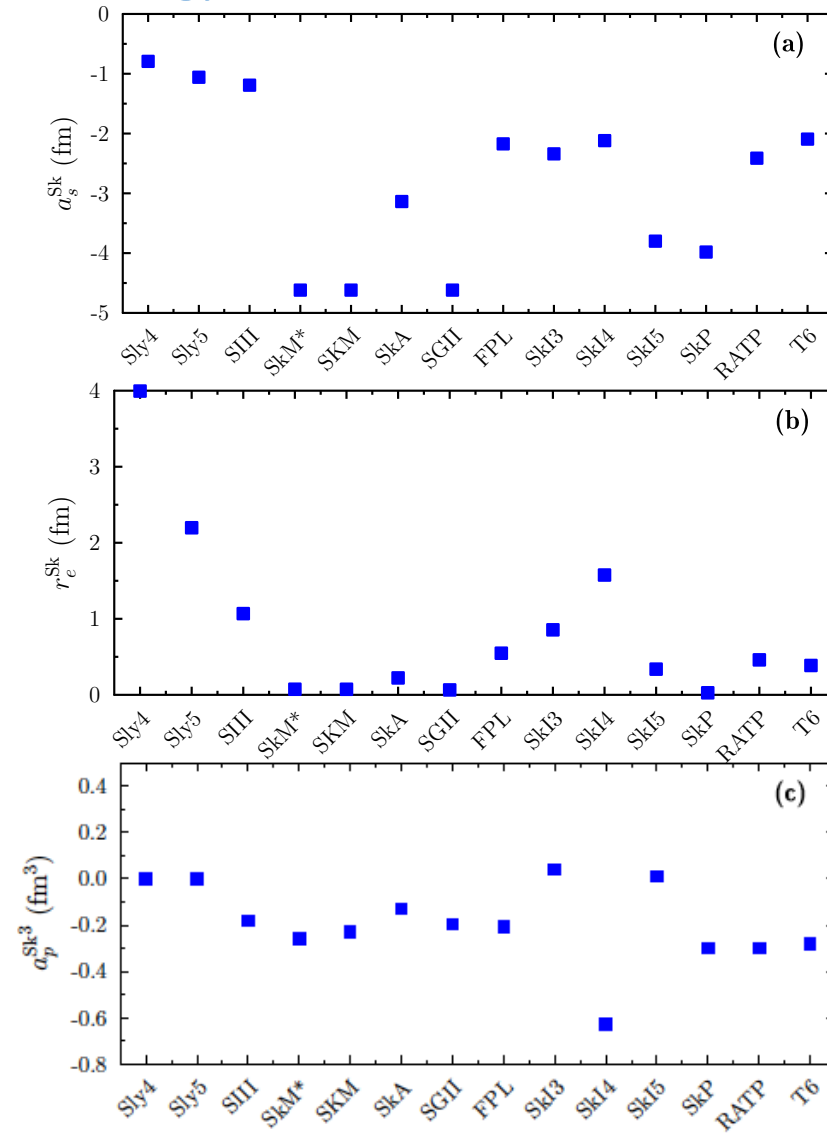 (a)
0
-1
-2
-3
-4
-5
a_s^Sk (fm)
Sly4 Sly5 SIII SkM* SKM SkA SGII FPL SkI3 SkI4 SkI5 SkP RATP T6
(b)
4
3
2
1
0
r_e^Sk (fm)
Sly4 Sly5 SIII SkM* SKM SkA SGII FPL SkI3 SkI4 SkI5 SkP RATP T6
(c)
0.4
0.2
0.0
-0.2
-0.4
-0.6
-0.8
a_p^Sk3 (fm³)
Sly4 Sly5 SIII SkM* SKM SkA SGII FPL SkI3 SkI4 SkI5 SkP RATP T6